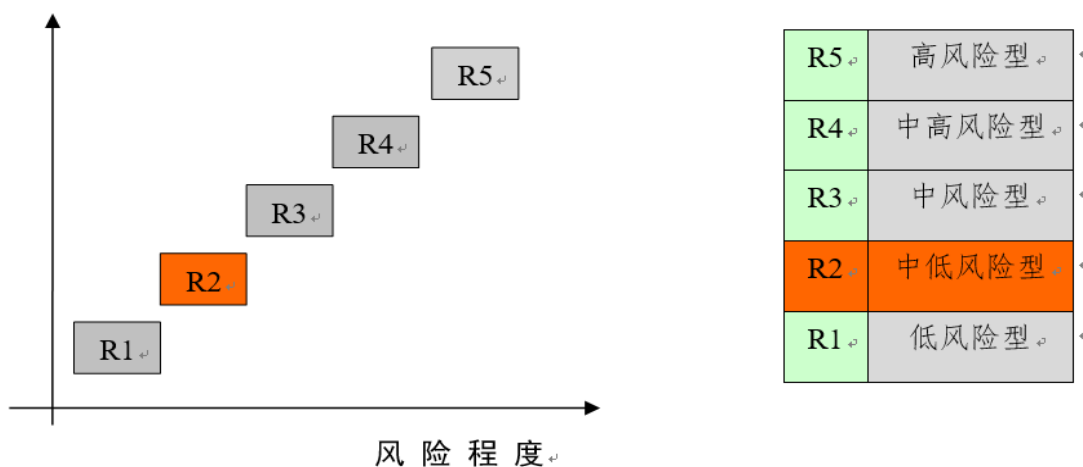 R5
R4
R3
R2
R1
风险程度
R5 高风险型
R4 中高风险型
R3 中风险型
R2 中低风险型
R1 低风险型